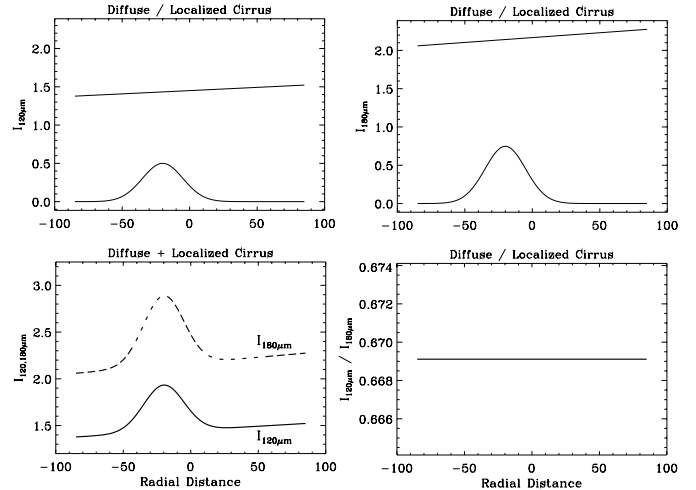 Diffuse / Localized Cirrus
2.0
1.5
1.0
0.5
0.0
I120μm
-100 -50 0 50 100
Diffuse / Localized Cirrus
2.0
1.5
1.0
0.5
0.0
I180μm
-100 -50 0 50 100
Diffuse + Localized Cirrus
3.0
2.5
2.0
1.5
I120,180μm
I180μm
I120μm
-100 -50 0 50 100
Radial Distance
Diffuse / Localized Cirrus
0.674
0.672
0.670
0.668
0.666
I120μm / I180μm
-100 -50 0 50 100
Radial Distance